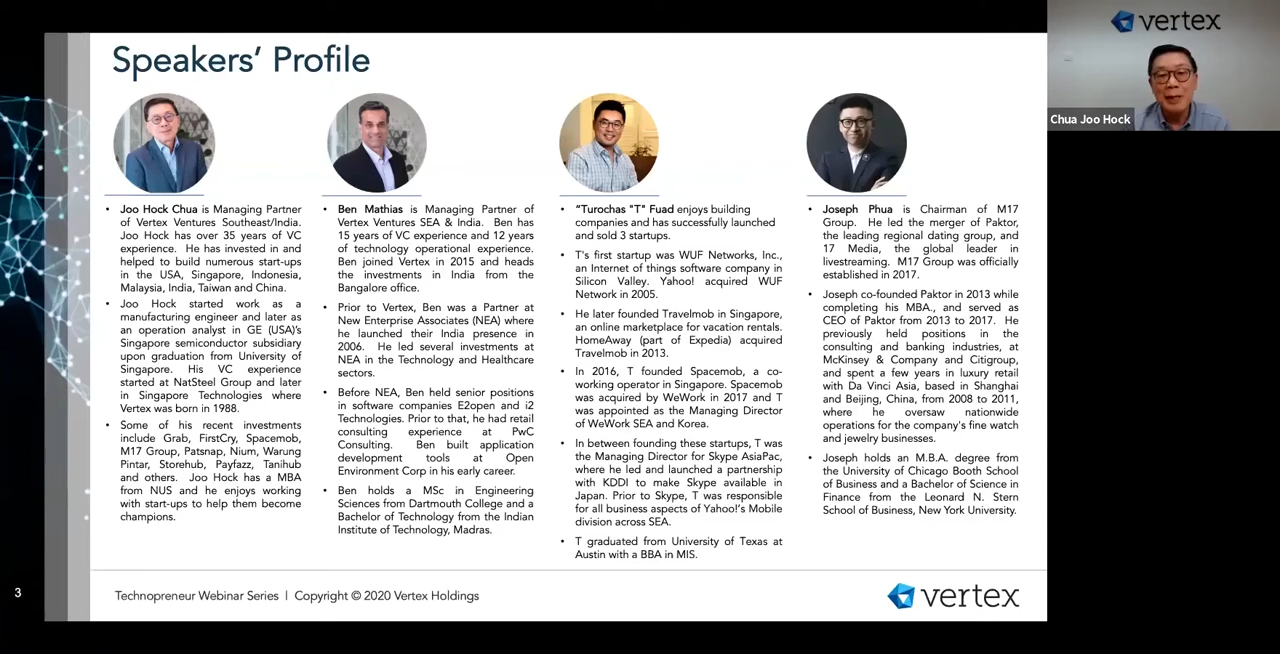 Speakers' Profile
• Joo Hock Chua is Managing Partner
of Vertex Ventures Southeast/India.
Joo Hock has over 35 years of VC
experience. He has invested in and
helped to build numerous start-ups
in the USA, Singapore, Indonesia,
Malaysia, India, Taiwan and China.
• Joo Hock started work as a
manufacturing engineer and later as
an operation analyst in GE (USA)'s
Singapore semiconductor subsidiary
upon graduation from University of
Singapore. His VC experience
started at NatSteel Group and later
in Singapore Technologies where
Vertex was born in 1988.
• Some of his recent investments
include Grab, FirstCry, Spacemob,
M17 Group, Patsnap, Nium, Warung
Pintar, Storehub, Payfazz, Tanihub
and others. Joo Hock has a MBA
from NUS and he enjoys working
with start-ups to help them become
champions.
• Ben Mathias is Managing Partner of
Vertex Ventures SEA & India. Ben has
15 years of VC experience and 12 years
of technology operational experience.
Ben joined Vertex in 2015 and heads
the investments in India from the
Bangalore office.
• Prior to Vertex, Ben was a Partner at
New Enterprise Associates (NEA) where
he launched their India presence in
2006. He led several investments at
NEA in the Technology and Healthcare
sectors.
• Before NEA, Ben held senior positions
in software companies E2open and i2
Technologies. Prior to that, he had retail
consulting experience at PwC
Consulting. Ben built application
development tools at Open
Environment Corp in his early career.
• Ben holds a MSc in Engineering
Sciences from Dartmouth College and a
Bachelor of Technology from the Indian
Institute of Technology, Madras.
• “Turochas "T" Fuad enjoys building
companies and has successfully launched
and sold 3 startups.
• T's first startup was WUF Networks, Inc.,
an Internet of things software company in
Silicon Valley. Yahoo! acquired WUF
Network in 2005.
• He later founded Travelmob in Singapore,
an online marketplace for vacation rentals.
HomeAway (part of Expedia) acquired
Travelmob in 2013.
• In 2016, T founded Spacemob, a co-
working operator in Singapore. Spacemob
was acquired by WeWork in 2017 and T
was appointed as the Managing Director
of WeWork SEA and Korea.
• In between founding these startups, T was
the Managing Director for Skype AsiaPac,
where he led and launched a partnership
with KDDI to make Skype available in
Japan. Prior to Skype, T was responsible
for all business aspects of Yahoo!'s Mobile
division across SEA.
• T graduated from University of Texas at
Austin with a BBA in MIS.
• Joseph Phua is Chairman of M17
Group. He led the merger of Paktor,
the leading regional dating group, and
17 Media, the global leader in
livestreaming. M17 Group was officially
established in 2017.
• Joseph co-founded Paktor in 2013 while
completing his MBA., and served as
CEO of Paktor from 2013 to 2017. He
previously held positions in the
consulting and banking industries, at
McKinsey & Company and Citigroup,
and spent a few years in luxury retail
with Da Vinci Asia, based in Shanghai
and Beijing, China, from 2008 to 2011,
where he oversaw nationwide
operations for the company's fine watch
and jewelry businesses.
• Joseph holds an M.B.A. degree from
the University of Chicago Booth School
of Business and a Bachelor of Science in
Finance from the Leonard N. Stern
School of Business, New York University.
3
Technopreneur Webinar Series | Copyright © 2020 Vertex Holdings
vertex
vertex
Chua Joo Hock